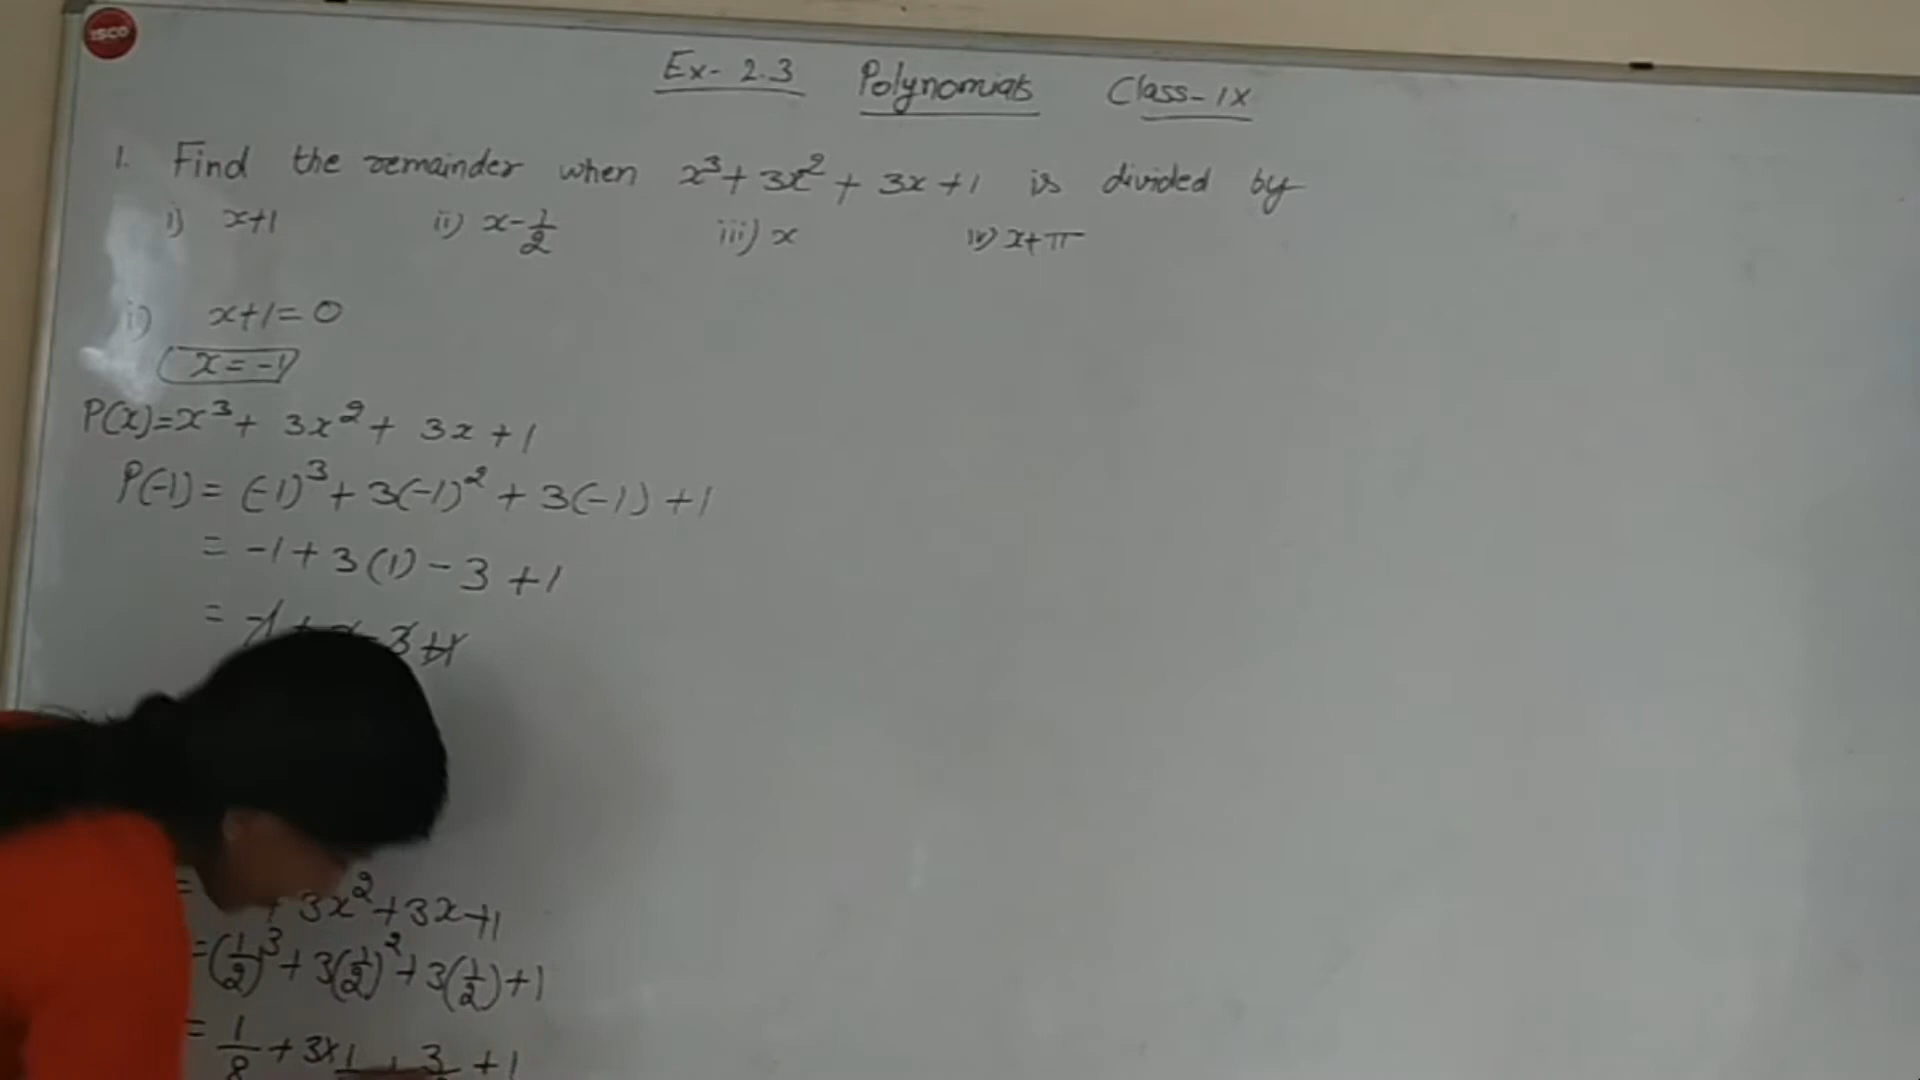 ISCO
Ex- 2.3 Polynomials Class-IX
1. Find the remainder when x³+ 3x² + 3x +1 is divided by
i) x+1 ii) x-1/2 iii) x iv) x+π
i) x+1=0
x=-1
P(x)=x³+ 3x²+ 3x +1
P(-1) = (-1)³+ 3(-1)² + 3(-1) +1
= -1+ 3(1) - 3 +1
+ 3x²+3x+1
=(1/2)³+ 3(1/2)²+3(1/2)+1
= 1/8 + 3x